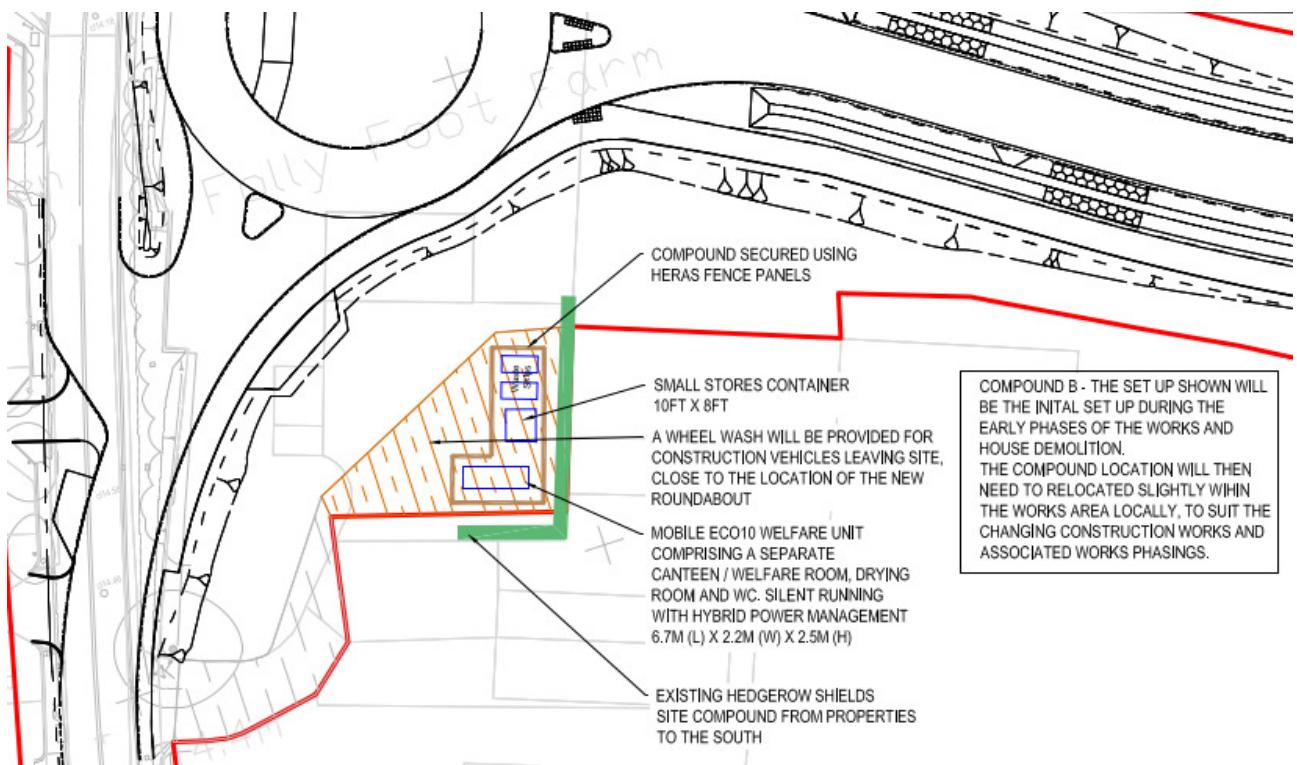 d14.18
Folly Foot Farm
COMPOUND SECURED USING
HERAS FENCE PANELS
SMALL STORES CONTAINER
10FT X 8FT
A WHEEL WASH WILL BE PROVIDED FOR
CONSTRUCTION VEHICLES LEAVING SITE,
CLOSE TO THE LOCATION OF THE NEW
ROUNDABOUT
MOBILE ECO10 WELFARE UNIT
COMPRISING A SEPARATE
CANTEEN / WELFARE ROOM, DRYING
ROOM AND WC. SILENT RUNNING
WITH HYBRID POWER MANAGEMENT
6.7M (L) X 2.2M (W) X 2.5M (H)
EXISTING HEDGEROW SHIELDS
SITE COMPOUND FROM PROPERTIES
TO THE SOUTH
COMPOUND B - THE SET UP SHOWN WILL
BE THE INITAL SET UP DURING THE
EARLY PHASES OF THE WORKS AND
HOUSE DEMOLITION.
THE COMPOUND LOCATION WILL THEN
NEED TO RELOCATED SLIGHTLY WIHIN
THE WORKS AREA LOCALLY, TO SUIT THE
CHANGING CONSTRUCTION WORKS AND
ASSOCIATED WORKS PHASINGS.